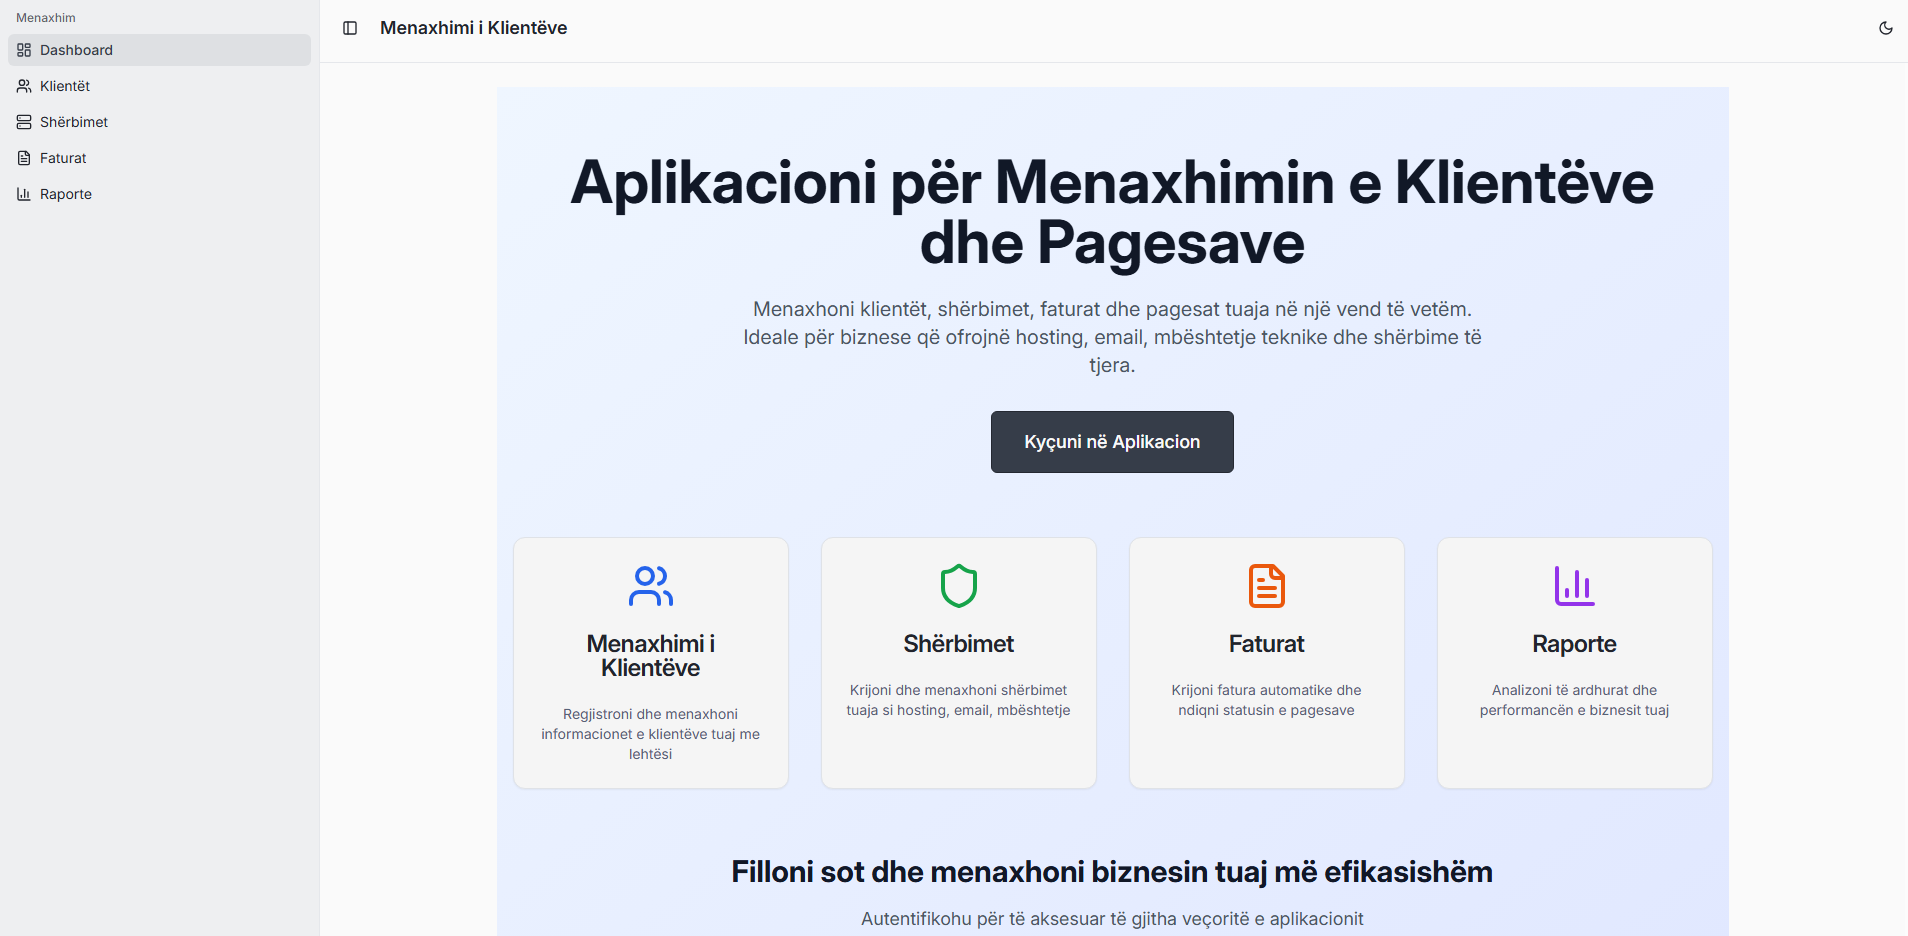 Menaxhim
Dashboard
Klientët
Shërbimet
Faturat
Raporte
Menaxhimi i Klientëve
Aplikacioni për Menaxhimin e Klientëve
dhe Pagesave
Menaxhoni klientët, shërbimet, faturat dhe pagesat tuaja në një vend të vetëm.
Ideale për biznese që ofrojnë hosting, email, mbështetje teknike dhe shërbime të
tjera.
Kyçuni në Aplikacion
Menaxhimi i
Klientëve
Regjistroni dhe menaxhoni
informacionet e klientëve tuaj me
lehtësi
Shërbimet
Krijoni dhe menaxhoni shërbimet
tuaja si hosting, email, mbështetje
Faturat
Krijoni fatura automatike dhe
ndiqni statusin e pagesave
Raporte
Analizoni të ardhurat dhe
performancën e biznesit tuaj
Filloni sot dhe menaxhoni biznesin tuaj më efikasishëm
Autentifikohu për të aksesuar të gjitha veçoritë e aplikacionit